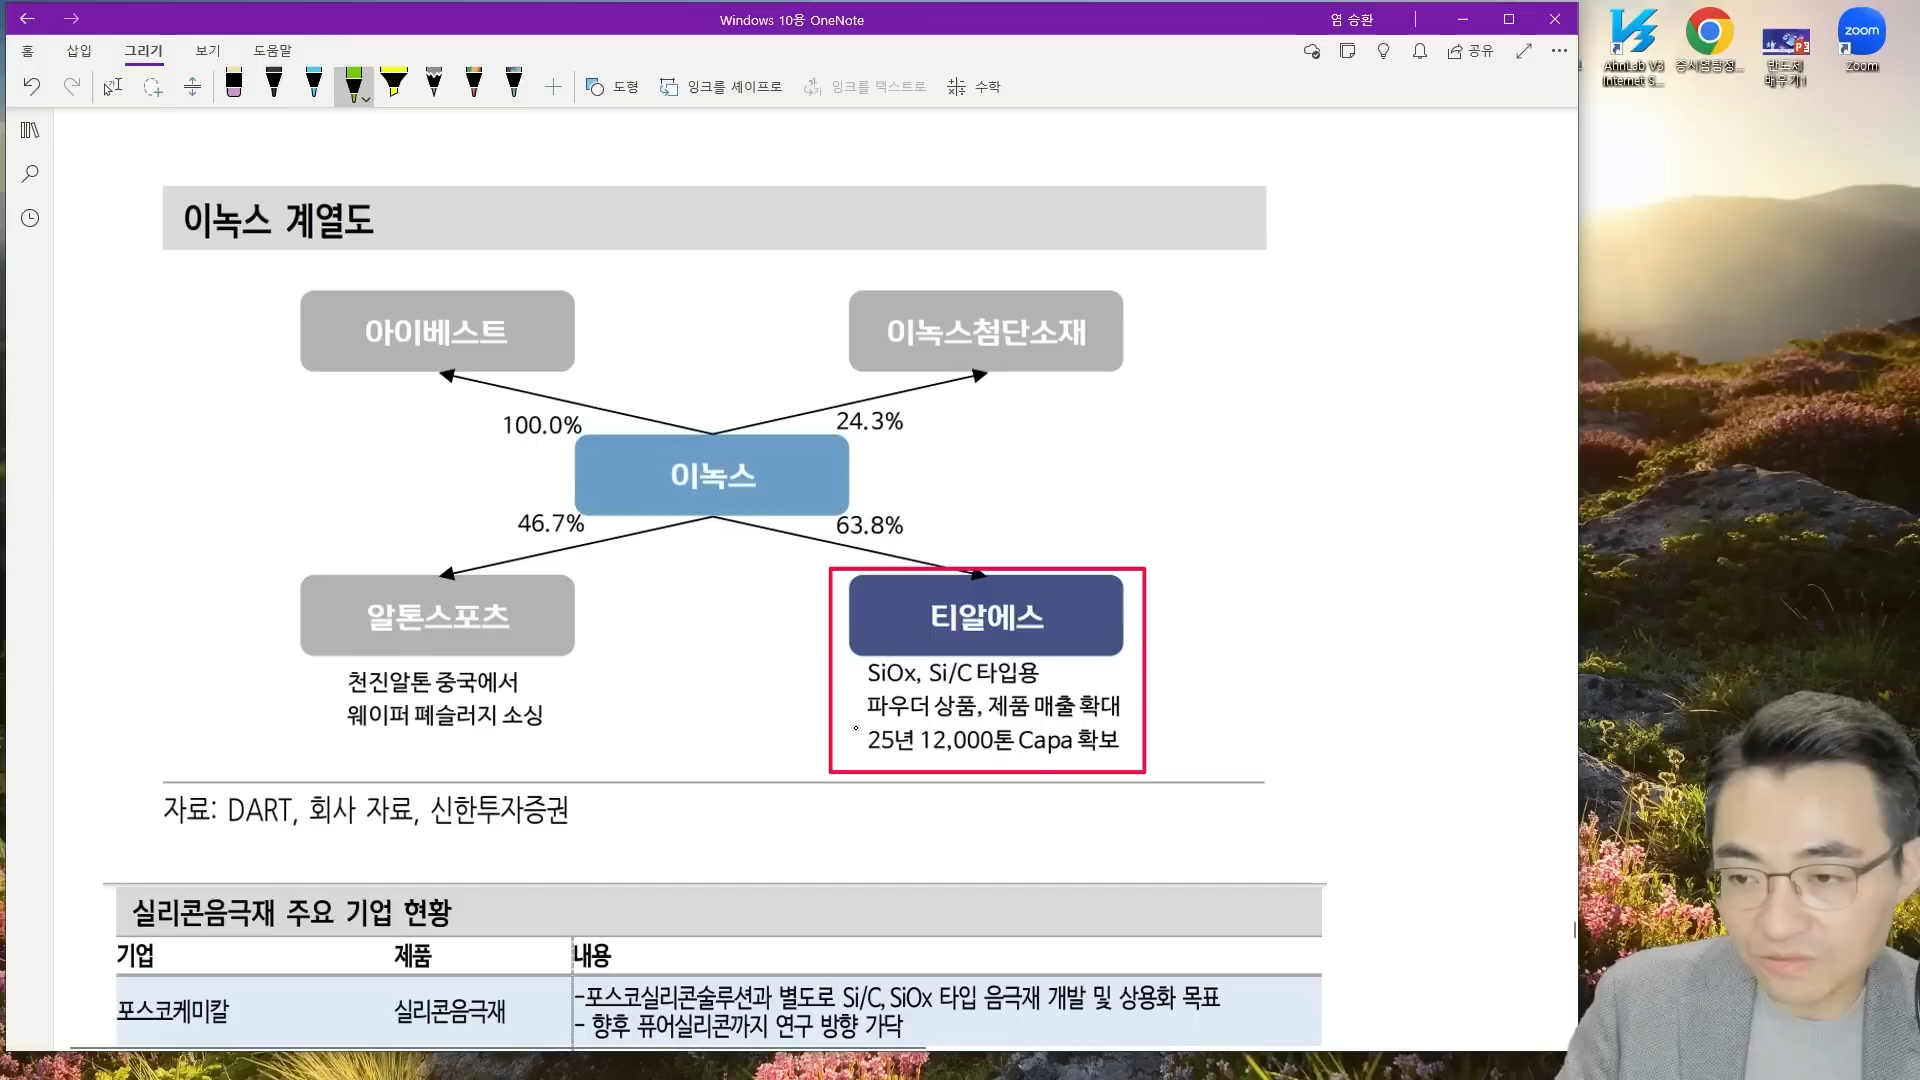 Windows 10용 OneNote
염 승환
홈 삽입 그리기 보기 도움말
공유
도형 잉크를 셰이프로 잉크를 텍스트로 수학
AhnLab V3 Internet S...
zoom
Zoom
이녹스 계열도
아이베스트
이녹스첨단소재
100.0%
24.3%
이녹스
46.7%
63.8%
알톤스포츠
티알에스
천진알톤 중국에서
웨이퍼 폐슬러지 소싱
SiOx, Si/C 타입용
파우더 상품, 제품 매출 확대
25년 12,000톤 Capa 확보
자료: DART, 회사 자료, 신한투자증권
실리콘음극재 주요 기업 현황
기업 제품 내용
포스코케미칼 실리콘음극재
-포스코실리콘술루션과 별도로 Si/C, SiOx 타입 음극재 개발 및 상용화 목표
- 향후 퓨어실리콘까지 연구 방향 가닥